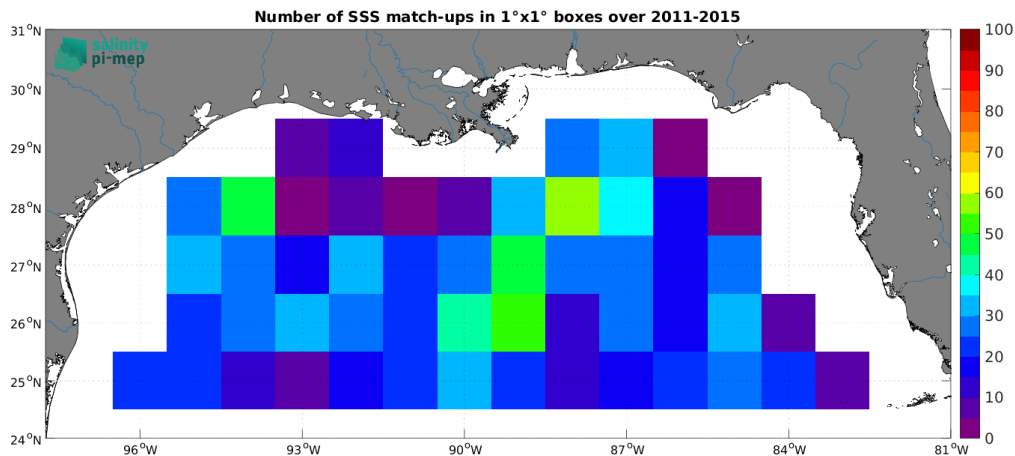 Number of SSS match-ups in 1°x1° boxes over 2011-2015
salinity
pi-mep
31°N
30°N
29°N
28°N
27°N
26°N
25°N
24°N
96°W
93°W
90°W
87°W
84°W
81°W
100
90
80
70
60
50
40
30
20
10
0